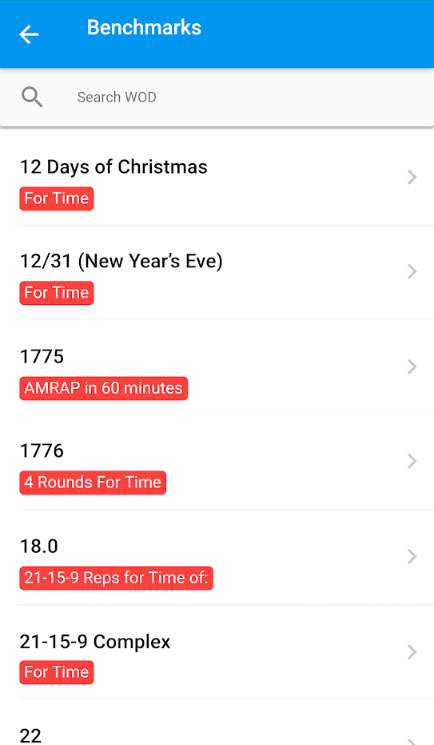 Benchmarks
Search WOD
12 Days of Christmas
For Time
12/31 (New Year's Eve)
For Time
1775
AMRAP in 60 minutes
1776
4 Rounds For Time
18.0
21-15-9 Reps for Time of:
21-15-9 Complex
For Time
22